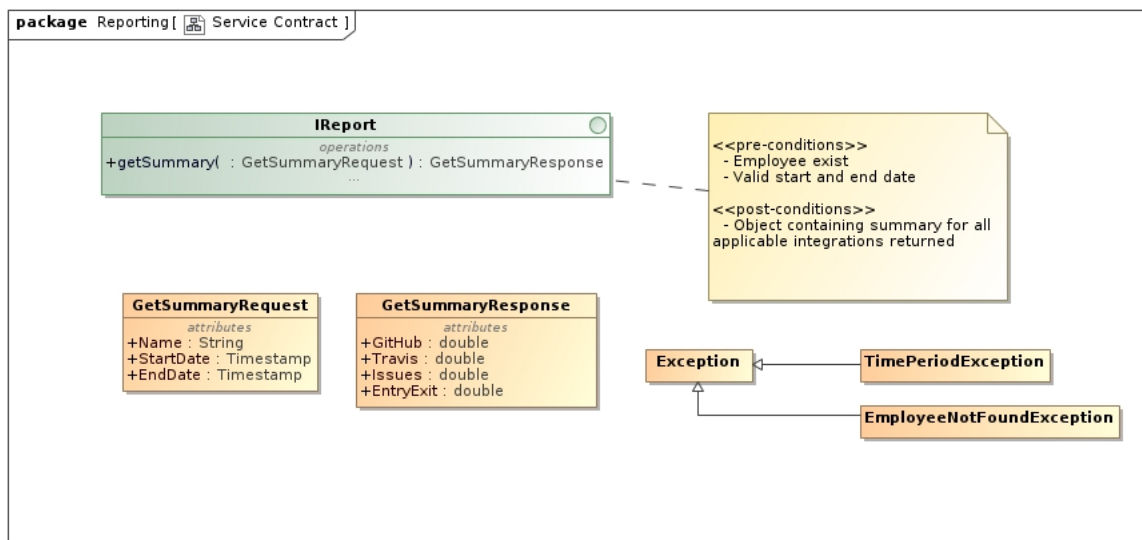 package Reporting[ Service Contract ]
IReport
operations
+getSummary( : GetSummaryRequest ) : GetSummaryResponse
...
<<pre-conditions>>
- Employee exist
- Valid start and end date
<<post-conditions>>
- Object containing summary for all
applicable integrations returned
GetSummaryRequest
attributes
+Name : String
+StartDate : Timestamp
+EndDate : Timestamp
GetSummaryResponse
attributes
+GitHub : double
+Travis : double
+Issues : double
+EntryExit : double
Exception
TimePeriodException
EmployeeNotFoundException